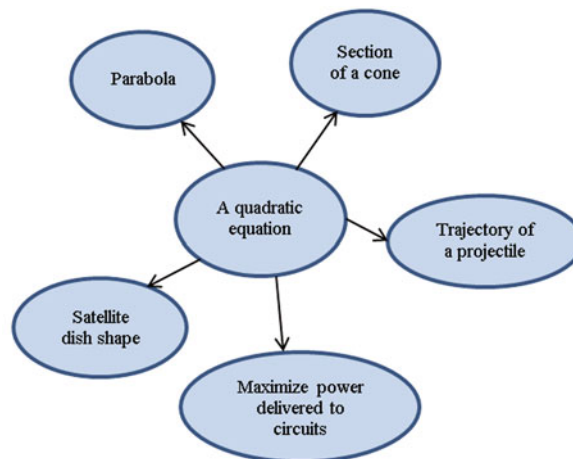 Parabola
Section
of a cone
A quadratic
equation
Trajectory of
a projectile
Satellite
dish shape
Maximize power
delivered to
circuits